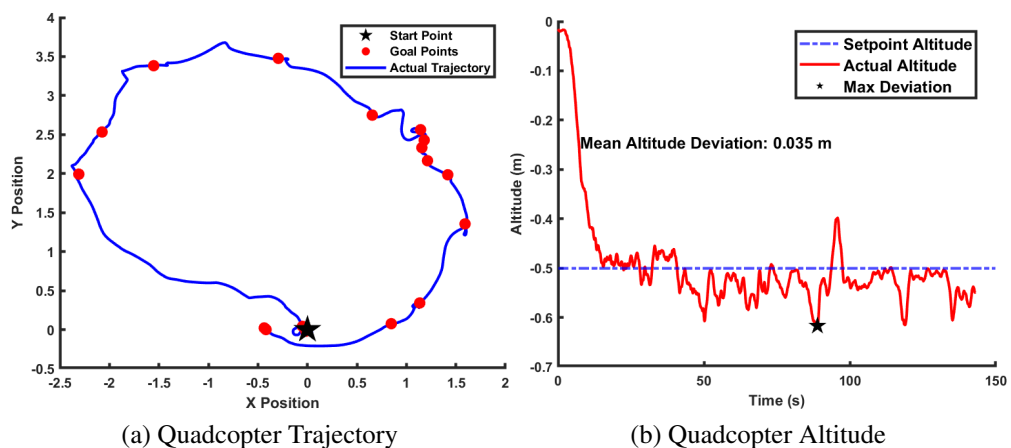 4
3.5
3
2.5
2
1.5
1
0.5
0
-0.5
Y Position
-2.5 -2 -1.5 -1 -0.5 0 0.5 1 1.5 2
X Position
Start Point
Goal Points
Actual Trajectory
(a) Quadcopter Trajectory
0
-0.1
-0.2
-0.3
-0.4
-0.5
-0.6
-0.7
Altitude (m)
0 50 100 150
Time (s)
Setpoint Altitude
Actual Altitude
Max Deviation
Mean Altitude Deviation: 0.035 m
(b) Quadcopter Altitude